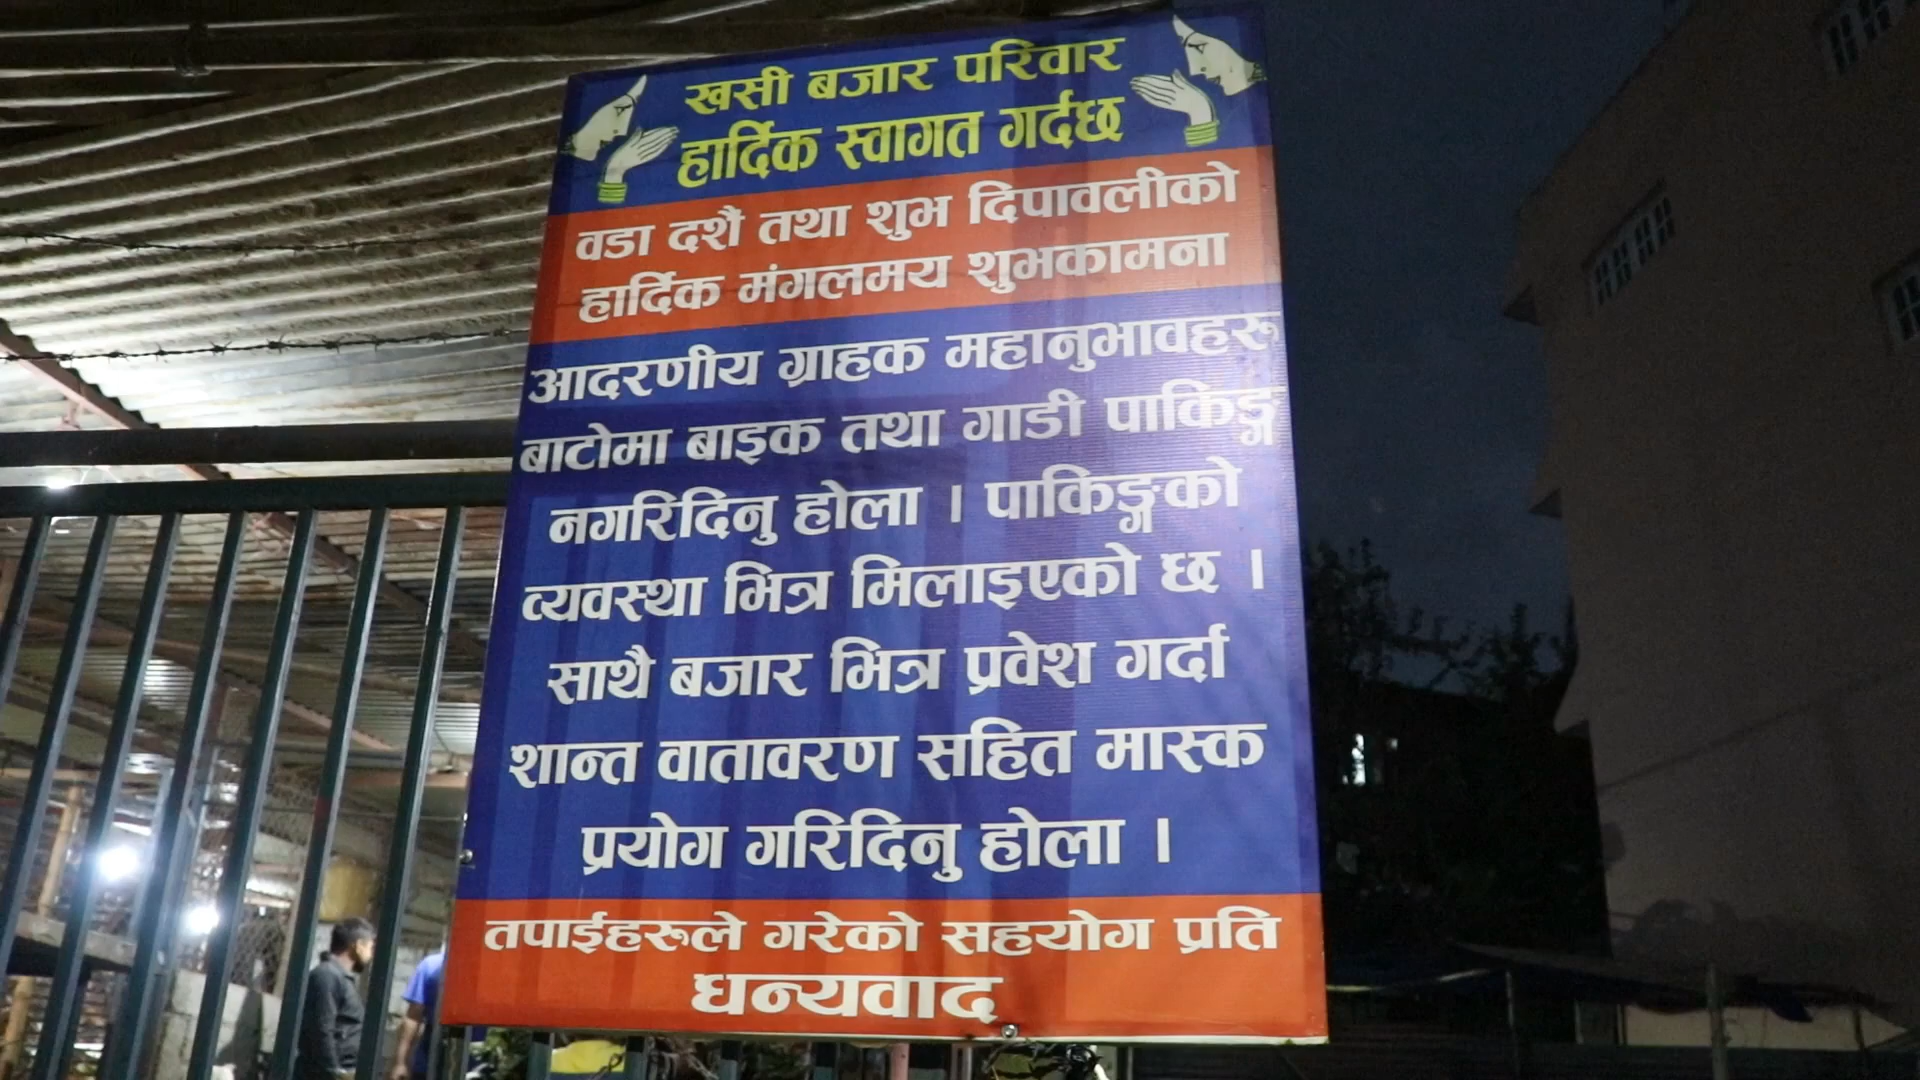 खसी बजार परिवार
हार्दिक स्वागत गर्दछ
वडा दशै तथा शुभ दिपावलीको
हार्दिक मंगलमय शुभकामना
आदरणीय ग्राहक महानुभावहरु
बाटोमा बाइक तथा गाडी पाकिङ्ग
नगरिदिनु होला । पाकिङ्गको
व्यवस्था भित्र मिलाइएको छ ।
साथै बजार भित्र प्रवेश गर्दा
शान्त वातावरण सहित मास्क
प्रयोग गरिदिनु होला ।
तपाईहरुले गरेको सहयोग प्रति
धन्यवाद